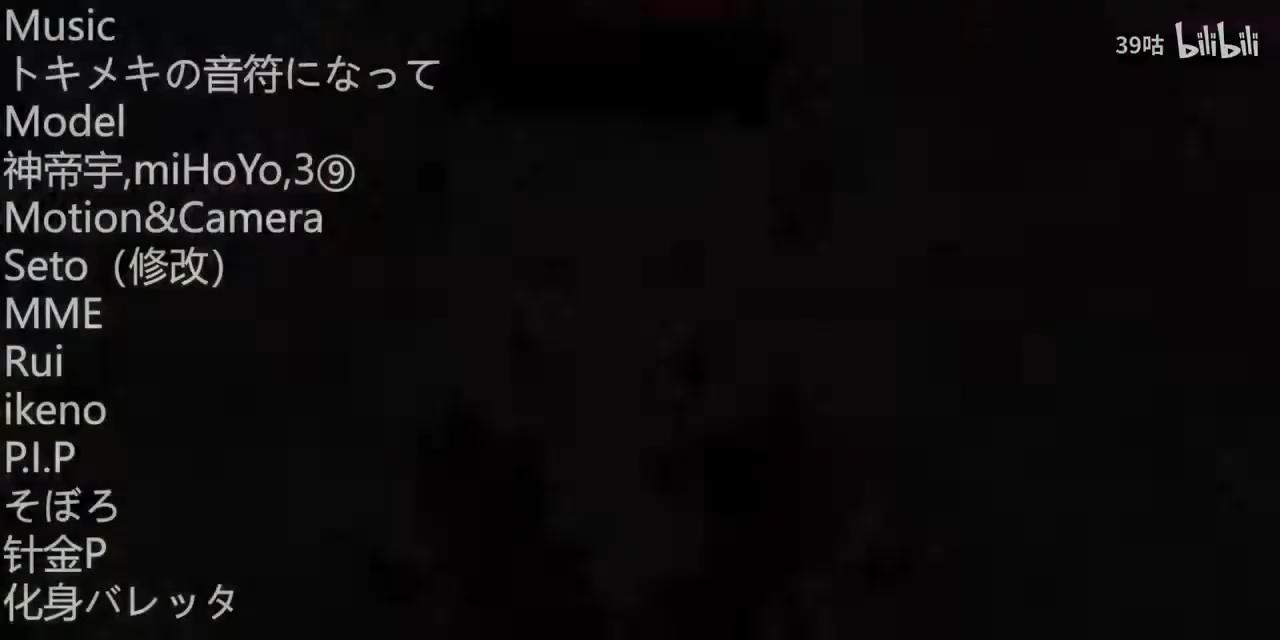 Music
トキメキの音符になって
Model
神帝宇,miHoYo,3⑨
Motion&Camera
Seto（修改）
MME
Rui
ikeno
P.I.P
そぼろ
针金P
化身バレッタ
39咕 bilibili